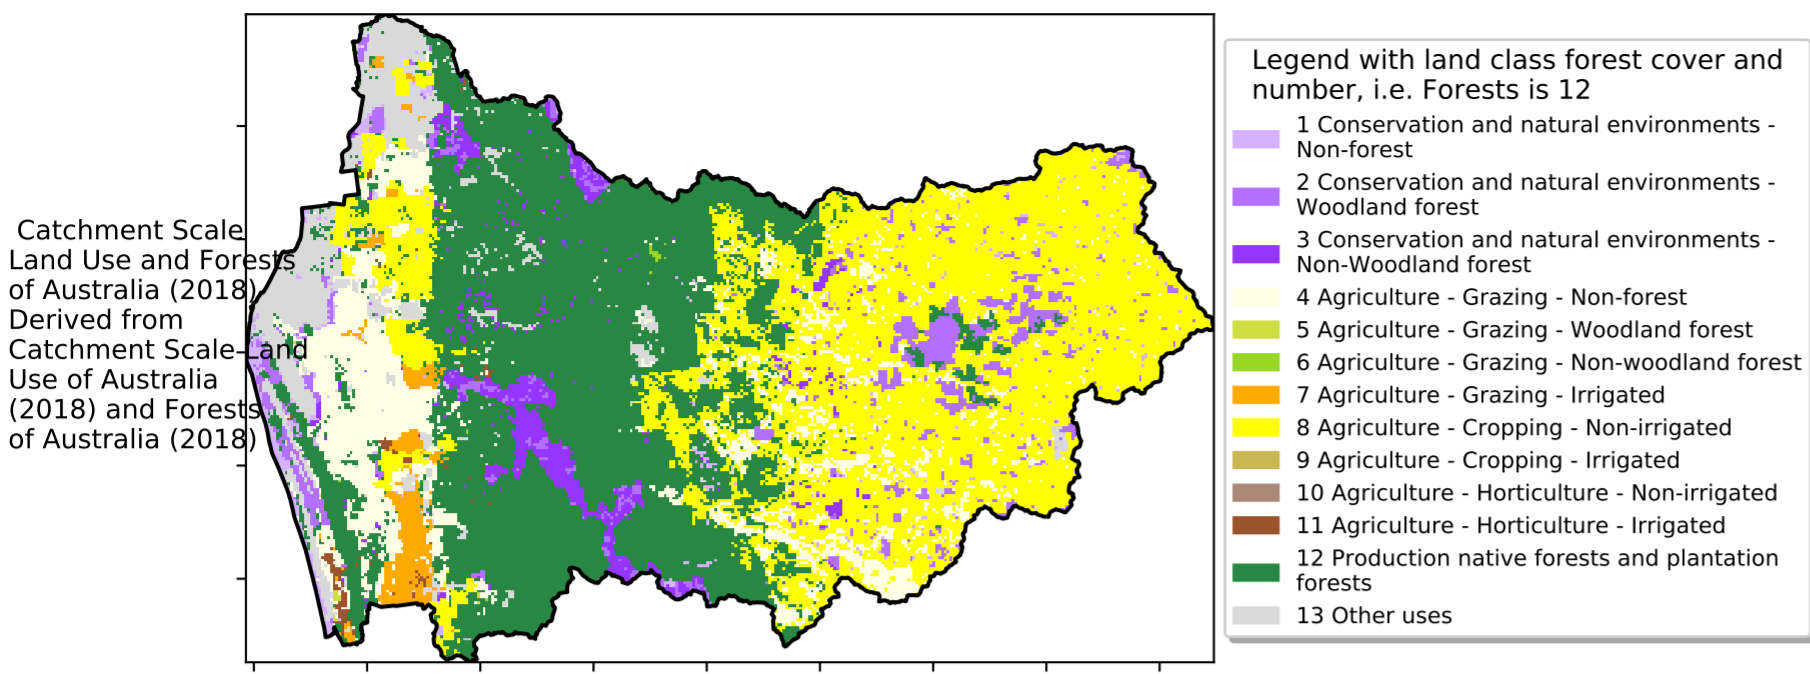 Catchment Scale
Land Use and Forests
of Australia (2018)
Derived from
Catchment Scale Land
Use of Australia
(2018) and Forests
of Australia (2018)
Legend with land class forest cover and
number, i.e. Forests is 12
1 Conservation and natural environments -
Non-forest
2 Conservation and natural environments -
Woodland forest
3 Conservation and natural environments -
Non-Woodland forest
4 Agriculture - Grazing - Non-forest
5 Agriculture - Grazing - Woodland forest
6 Agriculture - Grazing - Non-woodland forest
7 Agriculture - Grazing - Irrigated
8 Agriculture - Cropping - Non-irrigated
9 Agriculture - Cropping - Irrigated
10 Agriculture - Horticulture - Non-irrigated
11 Agriculture - Horticulture - Irrigated
12 Production native forests and plantation
forests
13 Other uses